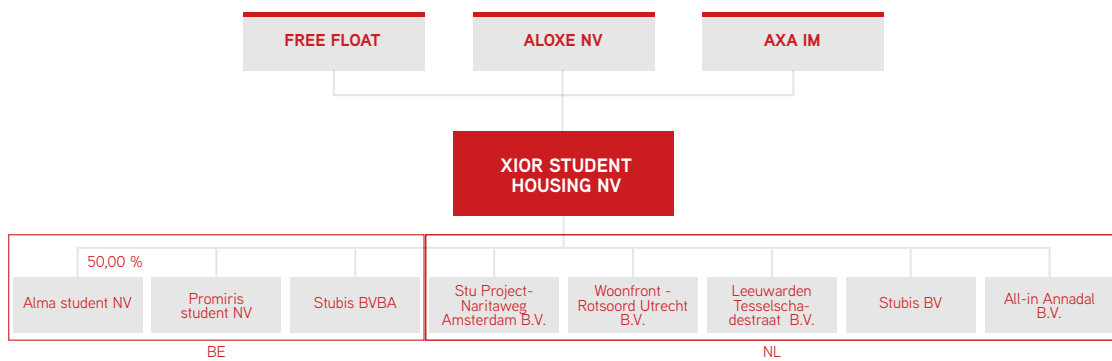 FREE FLOAT
ALOXE NV
AXA IM
XIOR STUDENT
HOUSING NV
50,00 %
Alma student NV
Promiris
student NV
Stubis BVBA
Stu Project-
Naritaweg
Amsterdam B.V.
Woonfront -
Rotsoord Utrecht
B.V.
Leeuwarden
Tesselscha-
destraat B.V.
Stubis BV
All-in Annadal
B.V.
BE
NL